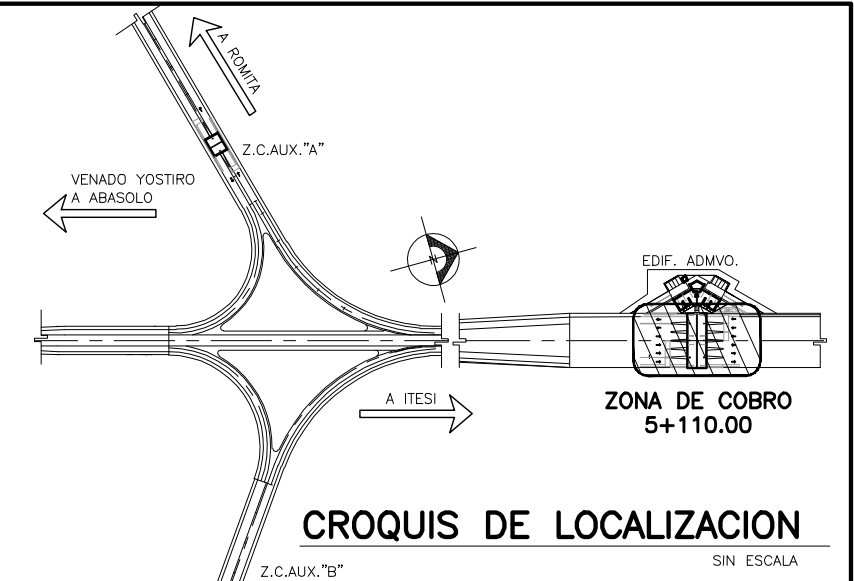 A ROMITA
Z.C.AUX."A"
VENADO YOSTIRO
A ABASOLO
N
EDIF. ADMVO.
A ITESI
ZONA DE COBRO
5+110.00
CROQUIS DE LOCALIZACION
SIN ESCALA
Z.C.AUX."B"